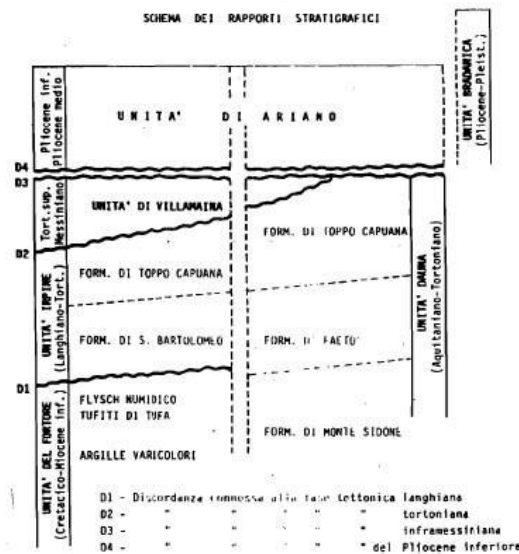 SCHEMA DEI RAPPORTI STRATIGRAFICI
Pliocene inf.
Pliocene medio
UNITA' DI ARIANO
UNITA' BRADANICA
(Pliocene-Pleist.)
D4
D3
Tort.sup.
Messiniano
UNITA' DI VILLAMAINA
FORM. DI TOPPO CAPUANA
D2
UNITA' IRPINE
(Langhiano-Tort.)
FORM. DI TOPPO CAPUANA
UNITA' DAUNA
(Aquitaniano-Tortoniano)
FORM. DI S. BARTOLOMEO
FORM. DI FAETO
D1
UNITA' DEL FORTORE
(Cretacico-Miocene inf.)
FLYSCH NUMIDICO
TUFITI DI TUFA
FORM. DI MONTE SIDONE
ARGILLE VARICOLORI
D1 - Discordanza connessa alla fase tettonica langhiana
D2 - " " " " tortoniana
D3 - " " " " inframessiniana
D4 - " " " " del Pliocene inferiore